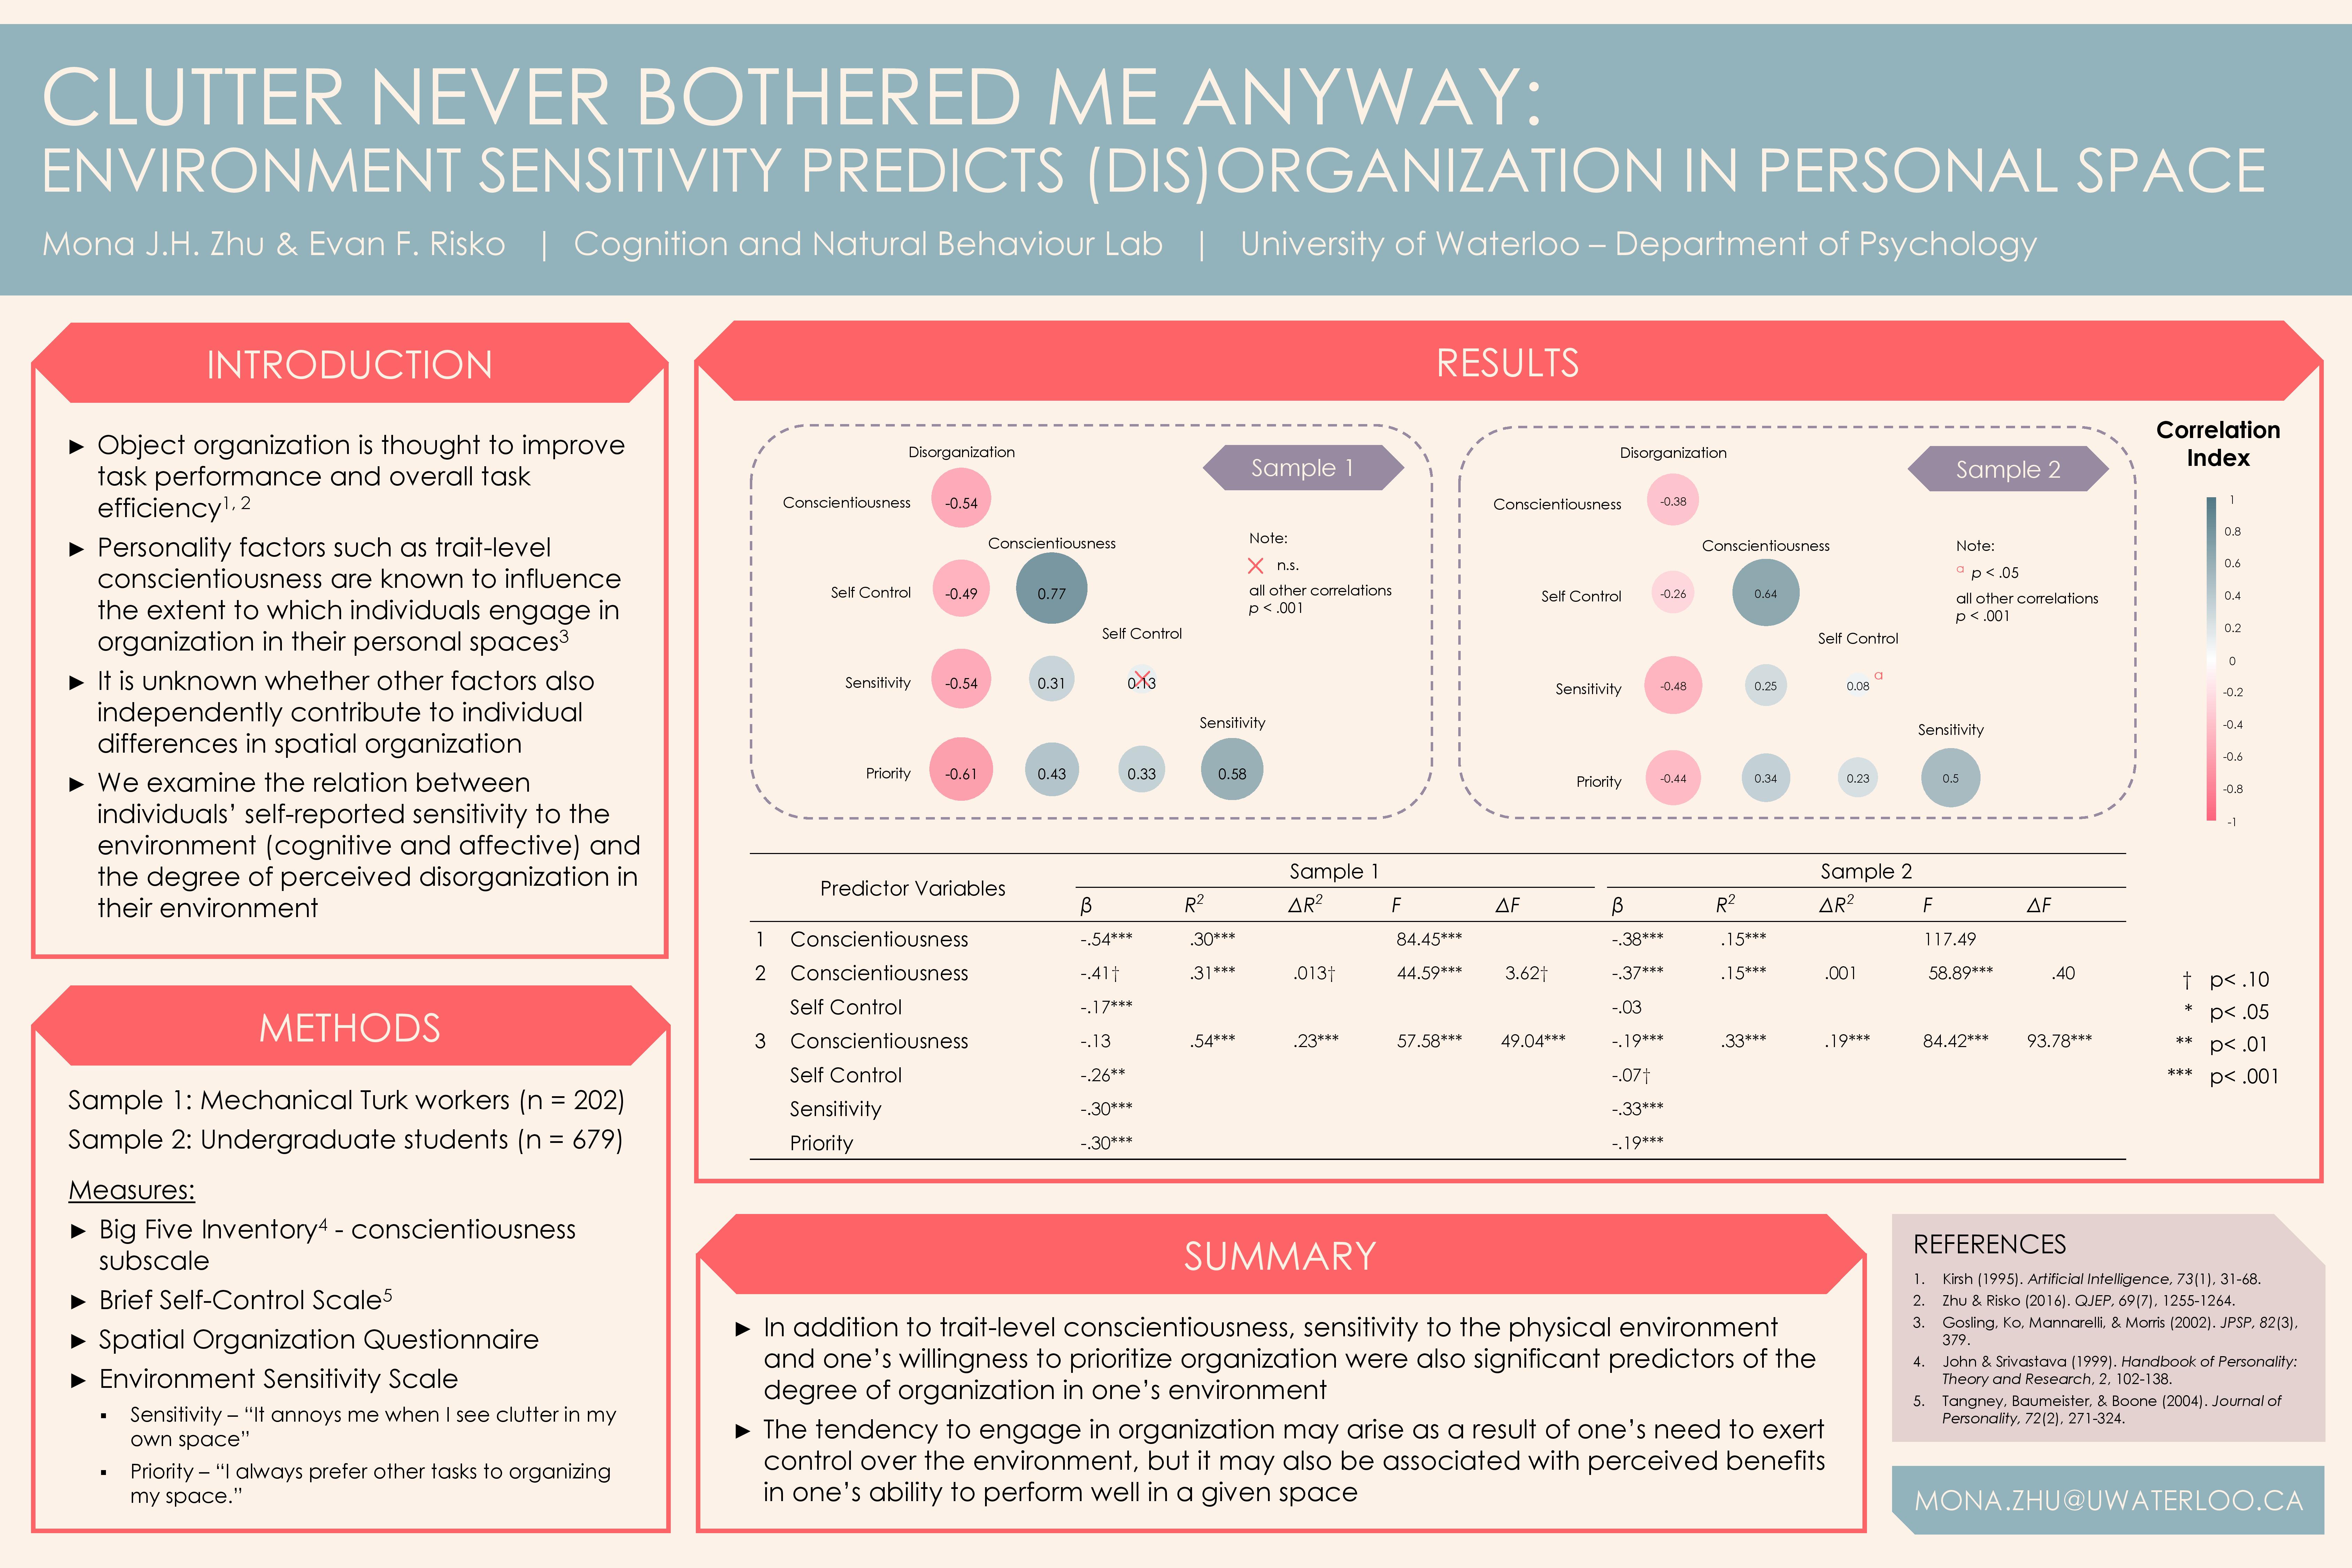 CLUTTER NEVER BOTHERED ME ANYWAY:
ENVIRONMENT SENSITIVITY PREDICTS (DIS)ORGANIZATION IN PERSONAL SPACE
Mona J.H. Zhu & Evan F. Risko | Cognition and Natural Behaviour Lab | University of Waterloo – Department of Psychology
INTRODUCTION
► Object organization is thought to improve
task performance and overall task
efficiency1, 2
► Personality factors such as trait-level
conscientiousness are known to influence
the extent to which individuals engage in
organization in their personal spaces3
► It is unknown whether other factors also
independently contribute to individual
differences in spatial organization
► We examine the relation between
individuals' self-reported sensitivity to the
environment (cognitive and affective) and
the degree of perceived disorganization in
their environment
METHODS
Sample 1: Mechanical Turk workers (n = 202)
Sample 2: Undergraduate students (n = 679)
Measures:
► Big Five Inventory4 - conscientiousness
subscale
► Brief Self-Control Scale5
► Spatial Organization Questionnaire
► Environment Sensitivity Scale
▪ Sensitivity – “It annoys me when I see clutter in my
own space”
▪ Priority – “I always prefer other tasks to organizing
my space.”
RESULTS
Sample 1
Disorganization
Conscientiousness -0.54
Conscientiousness
Self Control -0.49 0.77
Self Control
Sensitivity -0.54 0.31 0.13
Sensitivity
Priority -0.61 0.43 0.33 0.58
Note:
n.s.
all other correlations
p < .001
Sample 2
Disorganization
Conscientiousness -0.38
Conscientiousness
Self Control -0.26 0.64
Self Control
Sensitivity -0.48 0.25 0.08 a
Sensitivity
Priority -0.44 0.34 0.23 0.5
Note:
a p < .05
all other correlations
p < .001
Correlation
Index
1
0.8
0.6
0.4
0.2
0
-0.2
-0.4
-0.6
-0.8
-1
Predictor Variables Sample 1 Sample 2
β R2 ΔR2 F ΔF β R2 ΔR2 F ΔF
1 Conscientiousness -.54*** .30*** 84.45*** -.38*** .15*** 117.49
2 Conscientiousness -.41† .31*** .013† 44.59*** 3.62† -.37*** .15*** .001 58.89*** .40
Self Control -.17*** -.03
3 Conscientiousness -.13 .54*** .23*** 57.58*** 49.04*** -.19*** .33*** .19*** 84.42*** 93.78***
Self Control -.26** -.07†
Sensitivity -.30*** -.33***
Priority -.30*** -.19***
† p< .10
* p< .05
** p< .01
*** p< .001
SUMMARY
► In addition to trait-level conscientiousness, sensitivity to the physical environment
and one's willingness to prioritize organization were also significant predictors of the
degree of organization in one's environment
► The tendency to engage in organization may arise as a result of one's need to exert
control over the environment, but it may also be associated with perceived benefits
in one's ability to perform well in a given space
REFERENCES
1. Kirsh (1995). Artificial Intelligence, 73(1), 31-68.
2. Zhu & Risko (2016). QJEP, 69(7), 1255-1264.
3. Gosling, Ko, Mannarelli, & Morris (2002). JPSP, 82(3),
379.
4. John & Srivastava (1999). Handbook of Personality:
Theory and Research, 2, 102-138.
5. Tangney, Baumeister, & Boone (2004). Journal of
Personality, 72(2), 271-324.
MONA.ZHU@UWATERLOO.CA